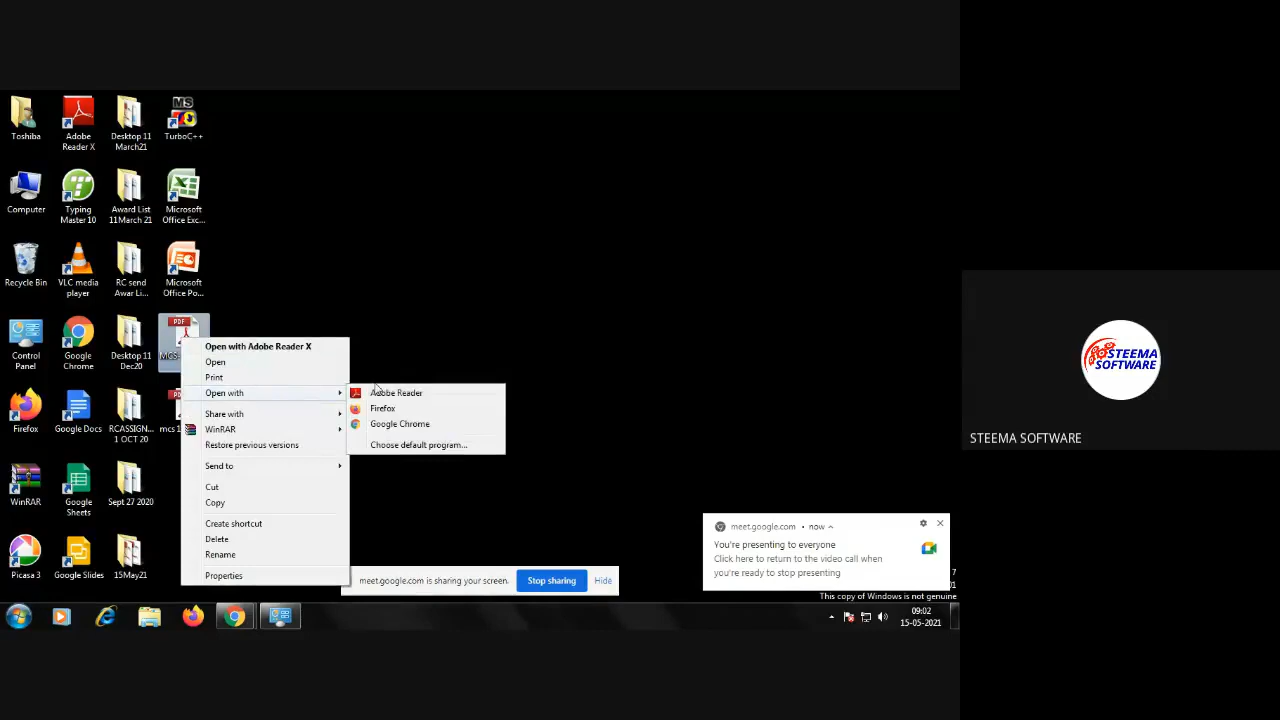 Toshiba
Adobe
Reader X
Desktop 11
March21
MS
TurboC++
Computer
Typing
Master 10
Award List
11March 21
Microsoft
Office Exc...
Recycle Bin
VLC media
player
RC send
Awar Li...
Microsoft
Office Po...
Control
Panel
Google
Chrome
Desktop 11
Dec20
PDF
MCS-
Firefox
Google Docs
RCASSIGN...
1 OCT 20
mcs 1
WinRAR
Google
Sheets
Sept 27 2020
Picasa 3
Google Slides
15May21
Open with Adobe Reader X
Open
Print
Open with
Share with
WinRAR
Restore previous versions
Send to
Cut
Copy
Create shortcut
Delete
Rename
Properties
Adobe Reader
Firefox
Google Chrome
Choose default program...
meet.google.com is sharing your screen.
Stop sharing
Hide
meet.google.com • now
You're presenting to everyone
Click here to return to the video call when
you're ready to stop presenting
This copy of Windows is not genuine
09:02
15-05-2021
STEEMA
SOFTWARE
STEEMA SOFTWARE